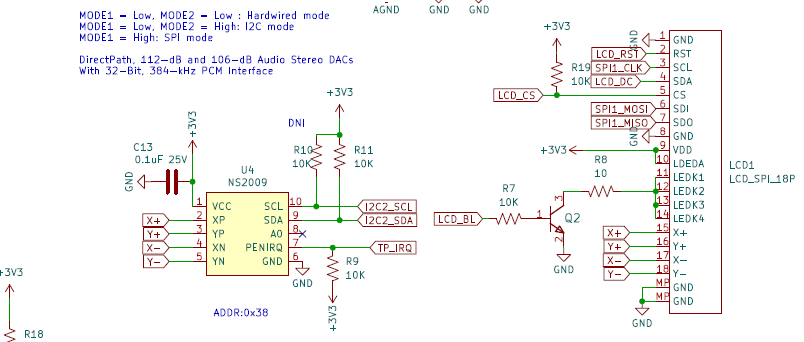 MODE1 = Low, MODE2 = Low : Hardwired mode
MODE1 = Low, MODE2 = High: I2C mode
MODE1 = High: SPI mode
DirectPath, 112-dB and 106-dB Audio Stereo DACs
With 32-Bit, 384-kHz PCM Interface
AGND
GND
GND
+3V3
R19
10K
LCD_CS
LCD_RST
SPI1_CLK
LCD_DC
SPI1_MOSI
SPI1_MISO
GND
GND
+3V3
1 GND
2 RST
3 SCL
4 SDA
5 CS
6 SDI
7 SDO
8 GND
9 VDD
10 LDEDA
11 LEDK1
12 LEDK2
13 LEDK3
14 LEDK4
15 X+
16 Y+
17 X-
18 Y-
MP GND
MP GND
LCD1
LCD_SPI_18P
X+
Y+
X-
Y-
GND
R8
10
R7
10K
LCD_BL
1
3
2
Q2
GND
+3V3
DNI
R10
10K
R11
10K
+3V3
C13
0.1uF 25V
GND
U4
NS2009
1 VCC
2 XP
3 YP
4 XN
5 YN
SCL 10
SDA 9
A0 8
PENIRQ 7
GND 6
X+
Y+
X-
Y-
I2C2_SCL
I2C2_SDA
TP_IRQ
GND
R9
10K
+3V3
ADDR:0x38
+3V3
R18